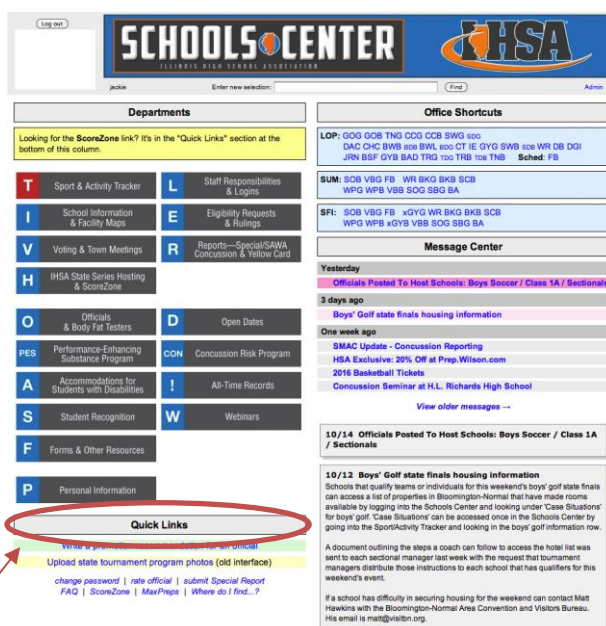 Log out
SCHOOLS CENTER
ILLINOIS HIGH SCHOOL ASSOCIATION
IHSA
jackie
Enter new selection:
Find
Admin
Departments
Looking for the ScoreZone link? It's in the "Quick Links" section at the
bottom of this column.
T Sport & Activity Tracker
L Staff Responsibilities
& Logins
I School Information
& Facility Maps
E Eligibility Requests
& Rulings
V Voting & Town Meetings
R Reports—Special/SAWA
Concussion & Yellow Card
H IHSA State Series Hosting
& ScoreZone
O Officials
& Body Fat Testers
D Open Dates
PES Performance-Enhancing
Substance Program
CON Concussion Risk Program
A Accommodations for
Students with Disabilities
! All-Time Records
S Student Recognition
W Webinars
F Forms & Other Resources
P Personal Information
Quick Links
Upload state tournament program photos (old interface)
change password | rate official | submit Special Report
FAQ | ScoreZone | MaxPreps | Where do I find...?
Office Shortcuts
LOP: GOG GOB TNG CCG CCB SWG SDG
DAC CHC BWB BDB BWL BDG CT IE GYG SWB SDB WR DB DGI
JRN BSF GYB BAD TRG TDG TRB TDB TNB Sched: FB
SUM: SOB VBG FB WR BKG BKB SCB
WPG WPB VBB SOG SBG BA
SFI: SOB VBG FB xGYG WR BKG BKB SCB
WPG WPB xGYB VBB SOG SBG BA
Message Center
Yesterday
Officials Posted To Host Schools: Boys Soccer / Class 1A / Sectionals
3 days ago
Boys' Golf state finals housing information
One week ago
SMAC Update - Concussion Reporting
HSA Exclusive: 20% Off at Prep.Wilson.com
2016 Basketball Tickets
Concussion Seminar at H.L. Richards High School
View older messages →
10/14 Officials Posted To Host Schools: Boys Soccer / Class 1A
/ Sectionals
10/12 Boys' Golf state finals housing information
Schools that qualify teams or individuals for this weekend's boys' golf state finals
can access a list of properties in Bloomington-Normal that have made rooms
available by logging into the Schools Center and looking under 'Case Situations'
for boys' golf. 'Case Situations' can be accessed once in the Schools Center by
going into the Sport/Activity Tracker and looking in the boys' golf information row.
A document outlining the steps a coach can follow to access the hotel list was
sent to each sectional manager last week with the request that tournament
managers distribute those instructions to each school that has qualifiers for this
weekend's event.
If a school has difficulty in securing housing for the weekend can contact Matt
Hawkins with the Bloomington-Normal Area Convention and Visitors Bureau.
His email is matt@visitbn.org.